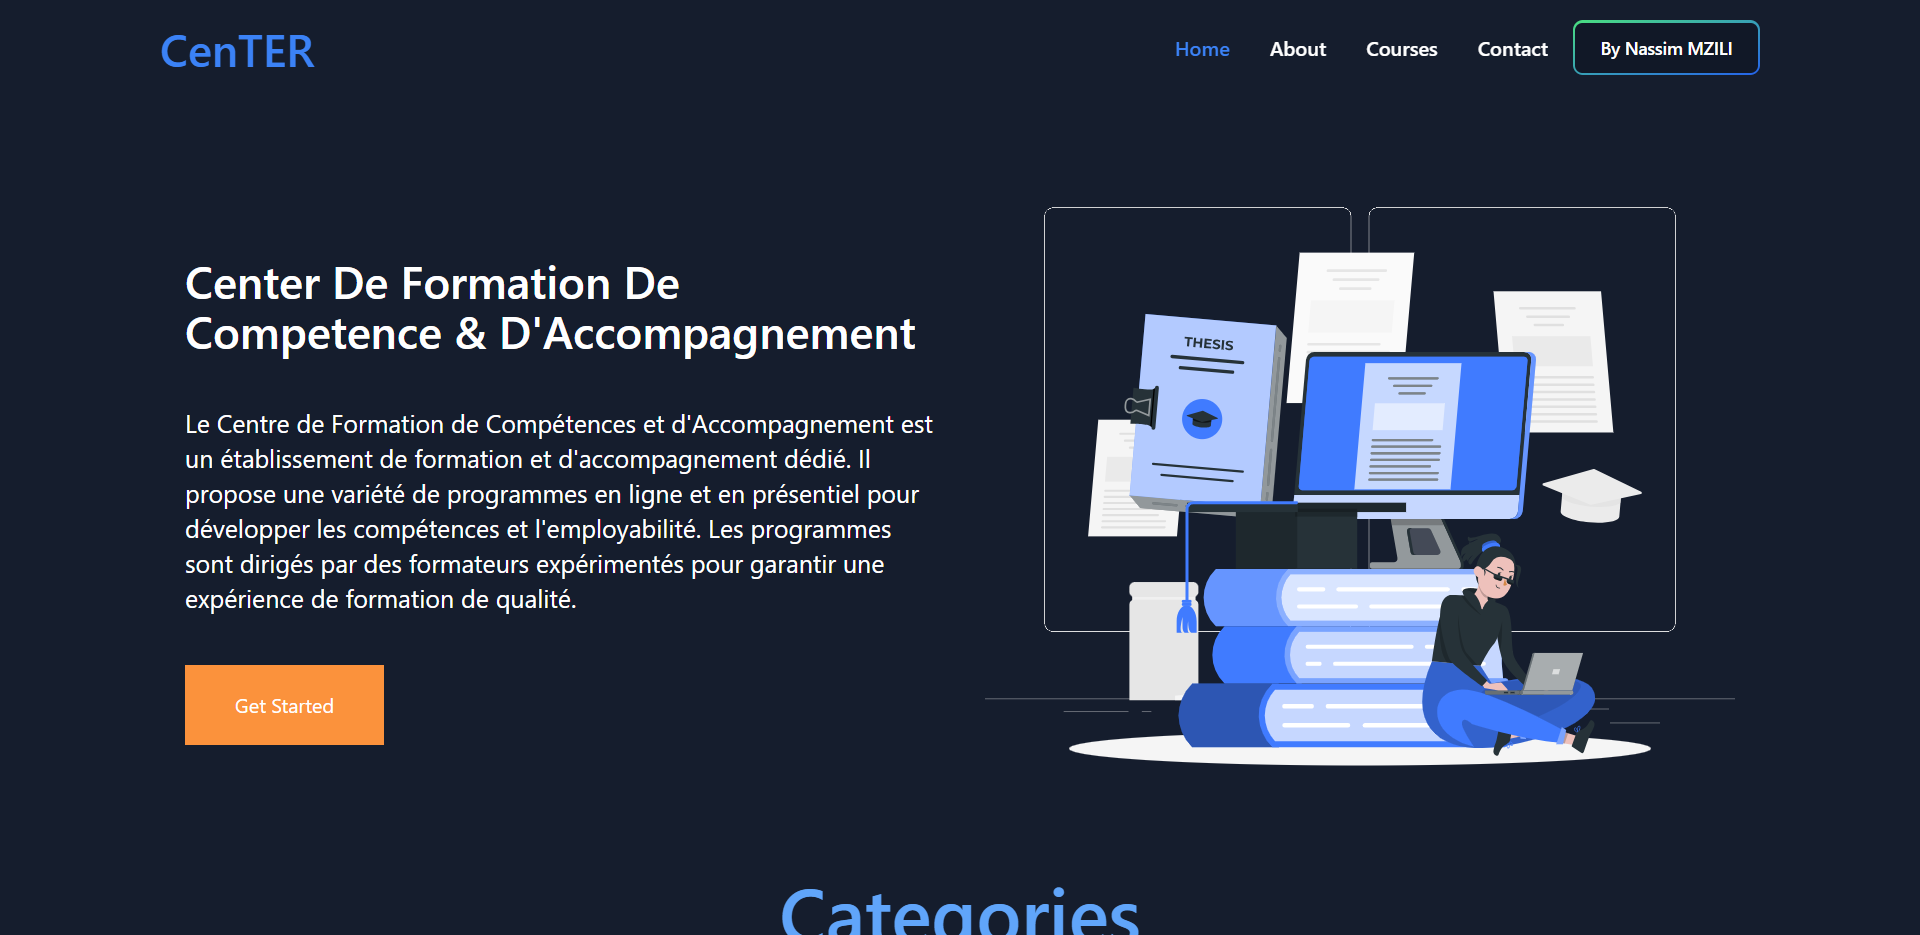 CenTER
Home
About
Courses
Contact
By Nassim MZILI
Center De Formation De
Competence & D'Accompagnement
Le Centre de Formation de Compétences et d'Accompagnement est
un établissement de formation et d'accompagnement dédié. Il
propose une variété de programmes en ligne et en présentiel pour
développer les compétences et l'employabilité. Les programmes
sont dirigés par des formateurs expérimentés pour garantir une
expérience de formation de qualité.
Get Started
THESIS
Categories